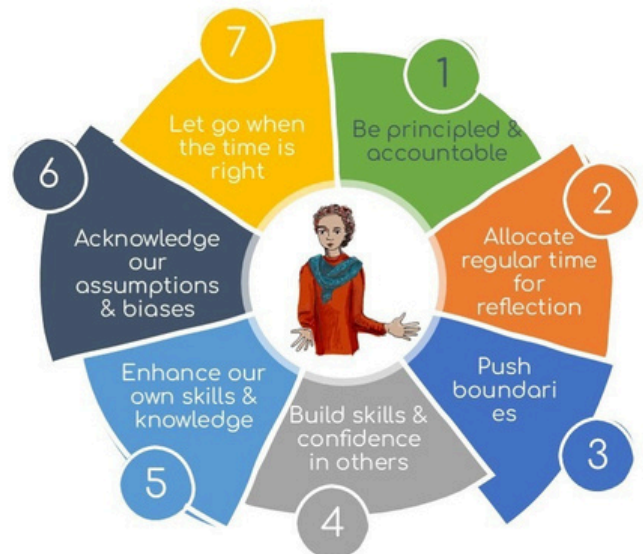 1
Be principled &
accountable
2
Allocate
regular time
for
reflection
3
Push
boundari
es
4
Build skills &
confidence
in others
5
Enhance our
own skills &
knowledge
6
Acknowledge
our
assumptions
& biases
7
Let go when
the time is
right